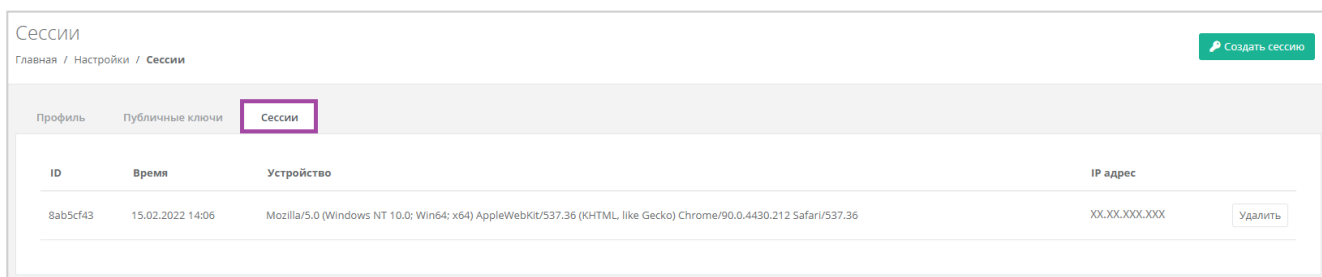 Сессии
Создать сессию
Главная / Настройки / Сессии
Профиль Публичные ключи Сессии
ID Время Устройство IP адрес
8ab5cf43 15.02.2022 14:06 Mozilla/5.0 (Windows NT 10.0; Win64; x64) AppleWebKit/537.36 (KHTML, like Gecko) Chrome/90.0.4430.212 Safari/537.36 XX.XX.XXX.XXX Удалить